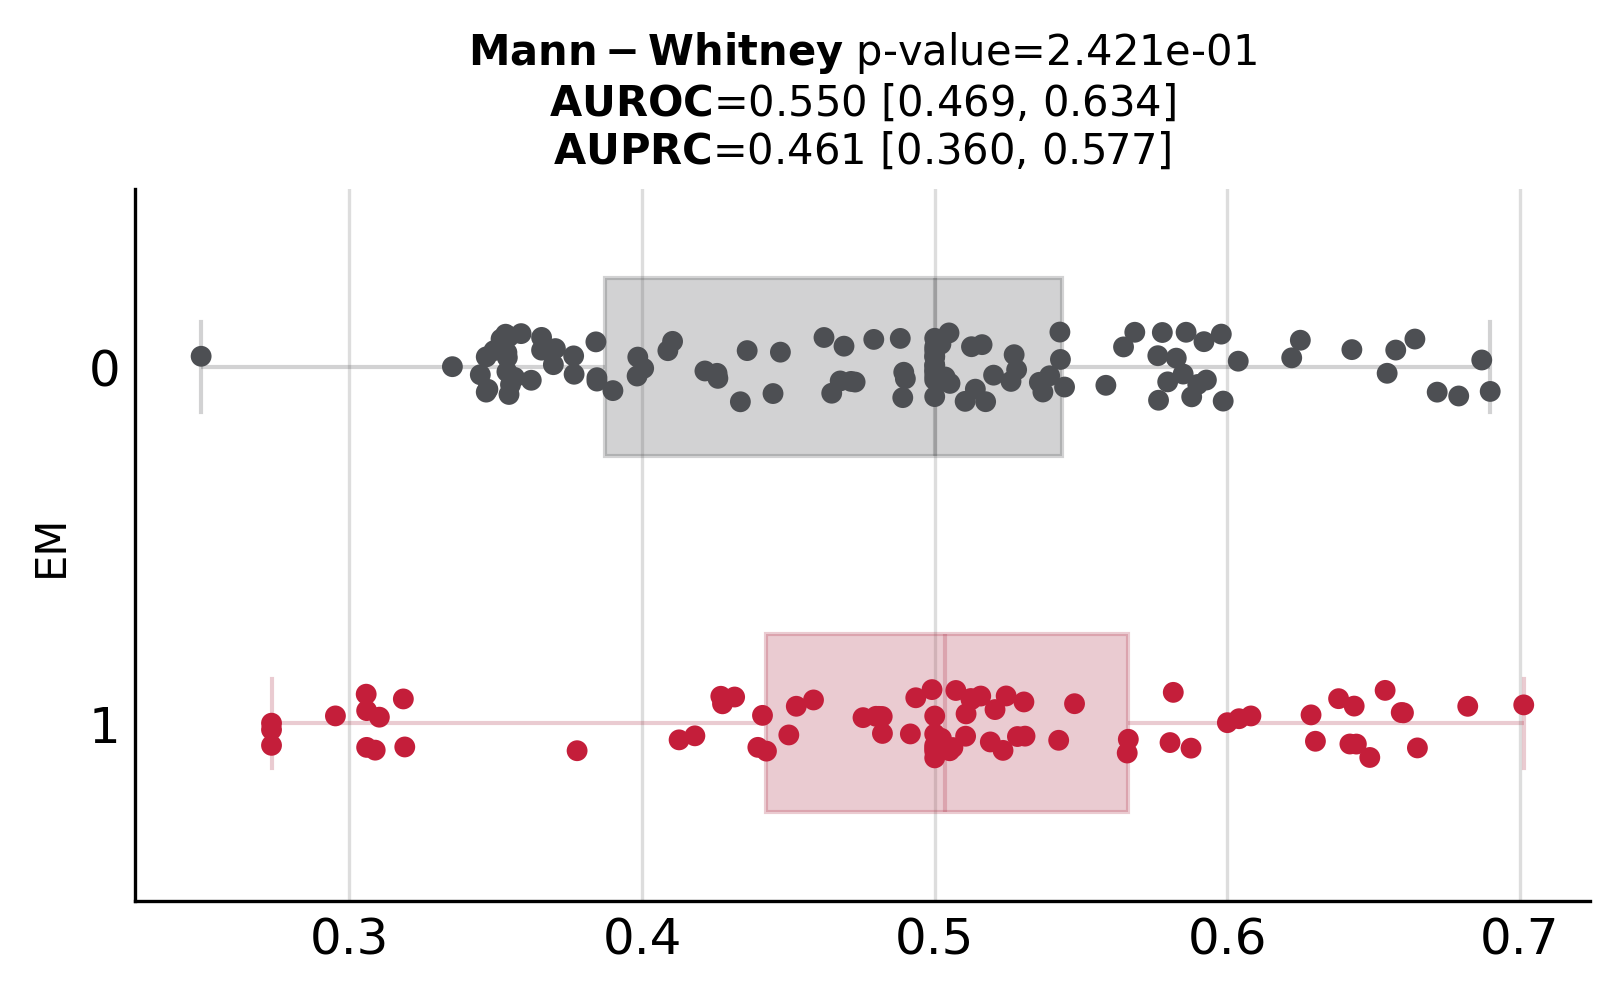 Mann−Whitney p-value=2.421e-01
AUROC=0.550 [0.469, 0.634]
AUPRC=0.461 [0.360, 0.577]
0
EM
1
0.3 0.4 0.5 0.6 0.7